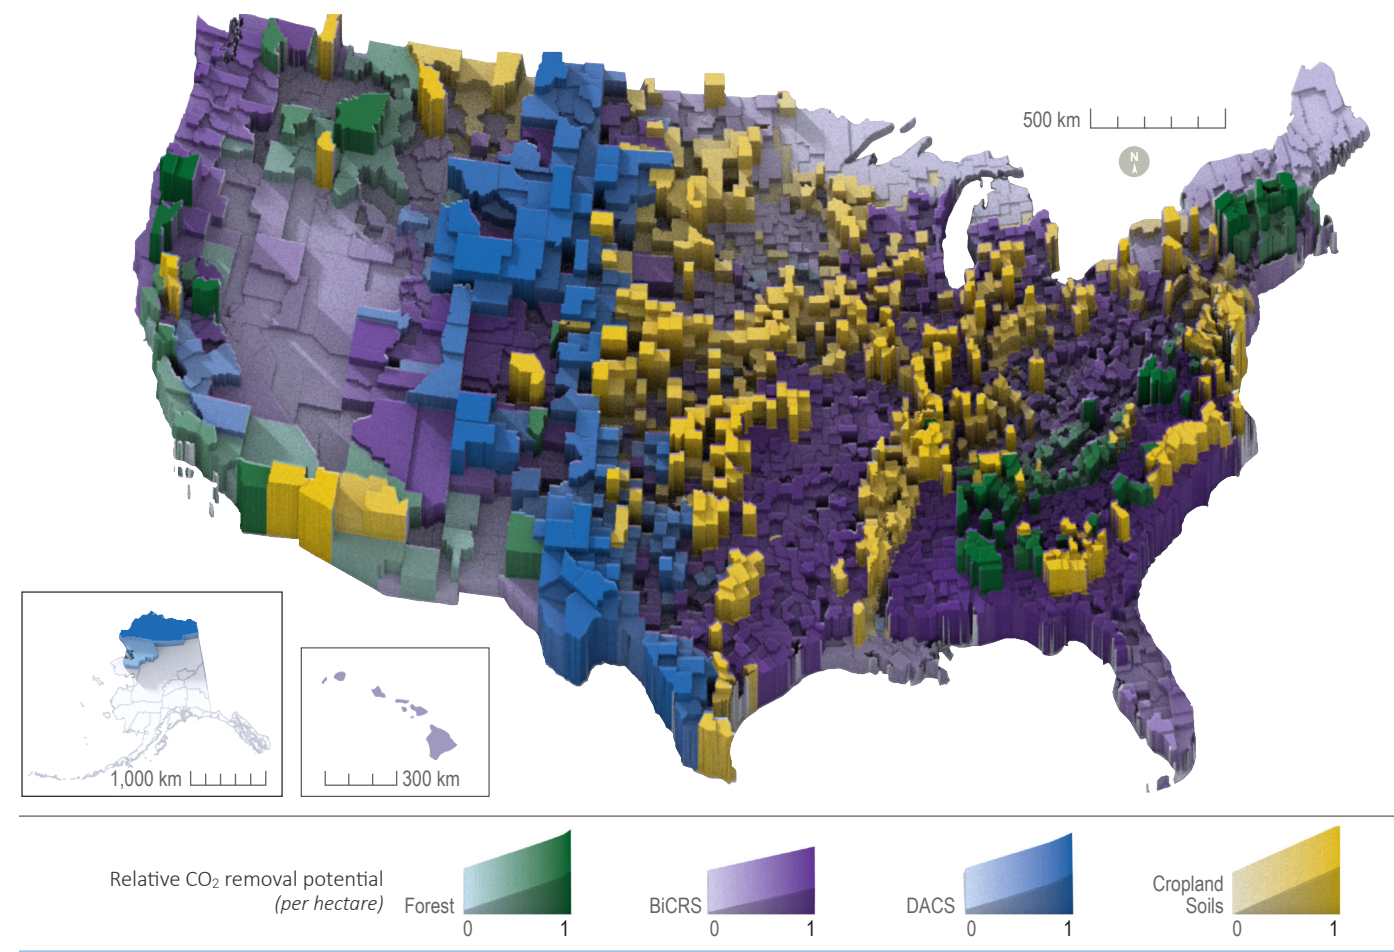 500 km
N
1,000 km
300 km
Relative CO₂ removal potential
(per hectare)
Forest
0 1
BiCRS
0 1
DACS
0 1
Cropland
Soils
0 1